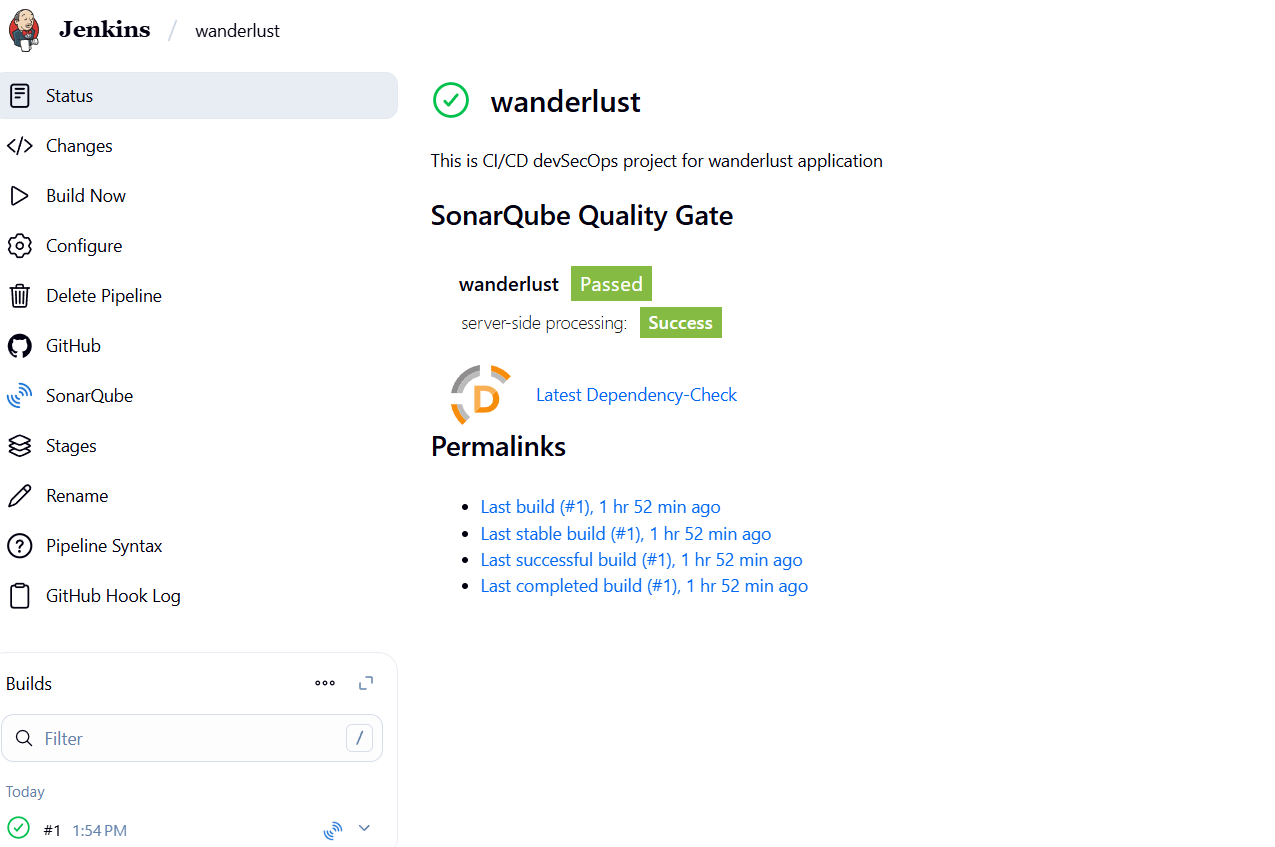 Jenkins / wanderlust
Status
Changes
Build Now
Configure
Delete Pipeline
GitHub
SonarQube
Stages
Rename
Pipeline Syntax
GitHub Hook Log
Builds
Filter /
Today
#1 1:54 PM
wanderlust
This is CI/CD devSecOps project for wanderlust application
SonarQube Quality Gate
wanderlust Passed
server-side processing: Success
D Latest Dependency-Check
Permalinks
• Last build (#1), 1 hr 52 min ago
• Last stable build (#1), 1 hr 52 min ago
• Last successful build (#1), 1 hr 52 min ago
• Last completed build (#1), 1 hr 52 min ago